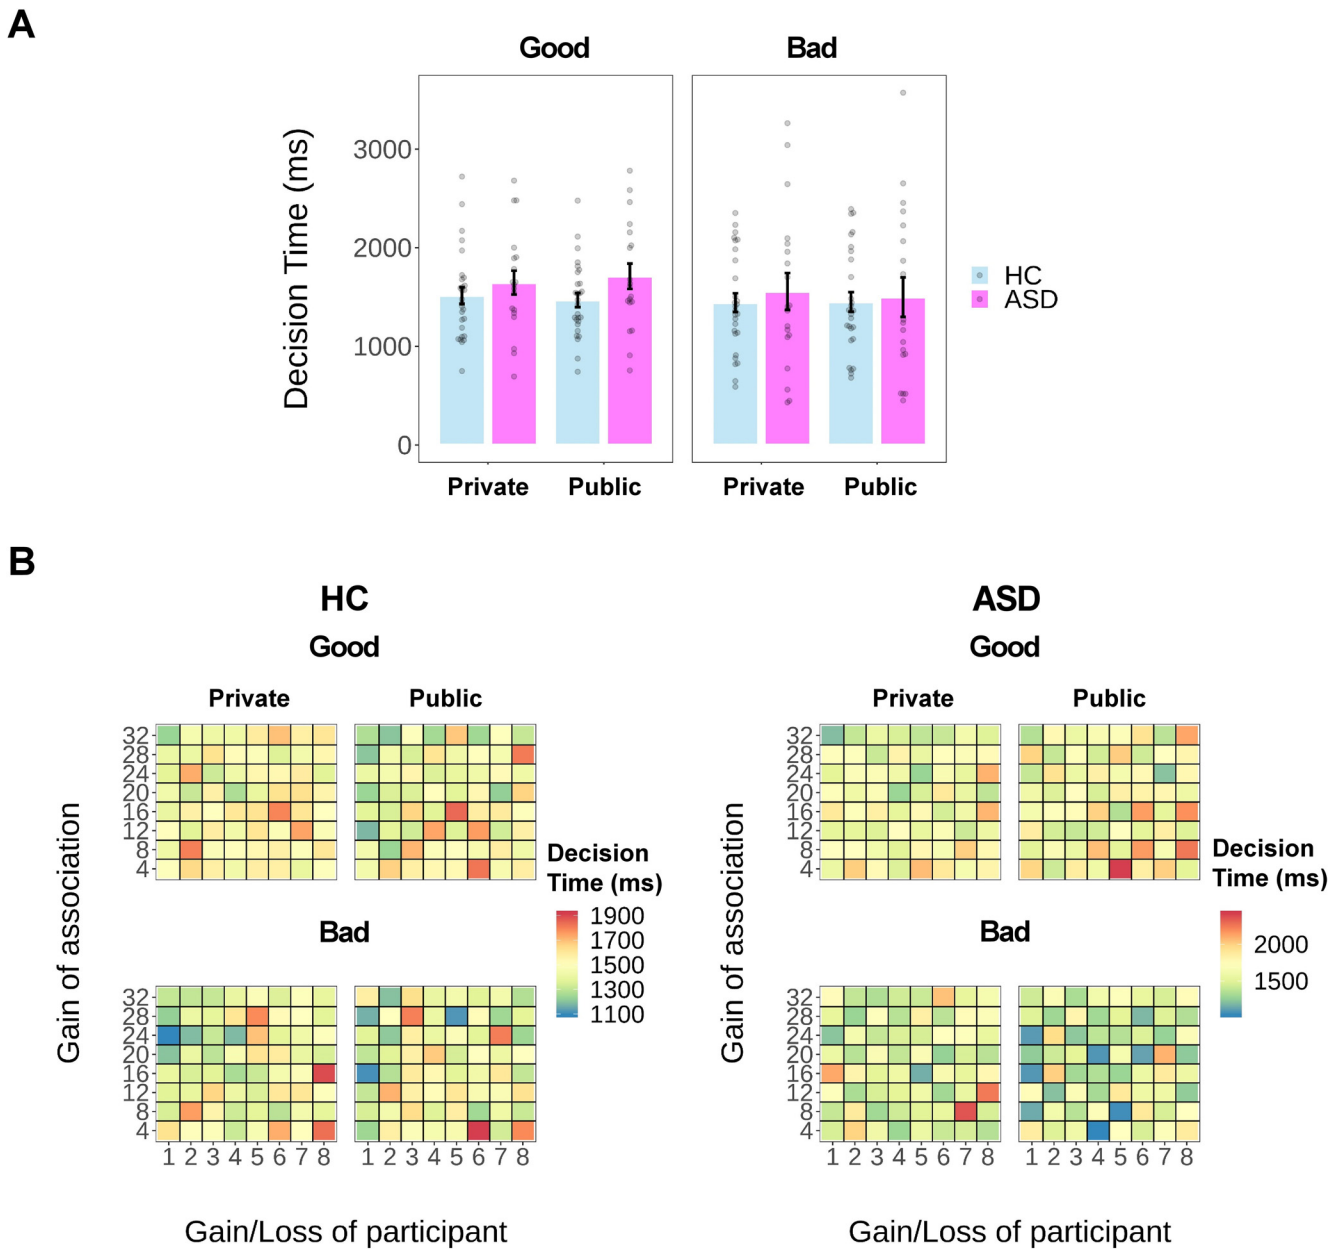 A
Good
Bad
Decision Time (ms)
3000
2000
1000
0
HC
ASD
Private
Public
Private
Public
B
HC
Good
Private
Public
Gain of association
32
28
24
20
16
12
8
4
Decision
Time (ms)
1900
1700
1500
1300
1100
Bad
32
28
24
20
16
12
8
4
1 2 3 4 5 6 7 8
1 2 3 4 5 6 7 8
Gain/Loss of participant
ASD
Good
Private
Public
Gain of association
32
28
24
20
16
12
8
4
Decision
Time (ms)
2000
1500
Bad
32
28
24
20
16
12
8
4
1 2 3 4 5 6 7 8
1 2 3 4 5 6 7 8
Gain/Loss of participant